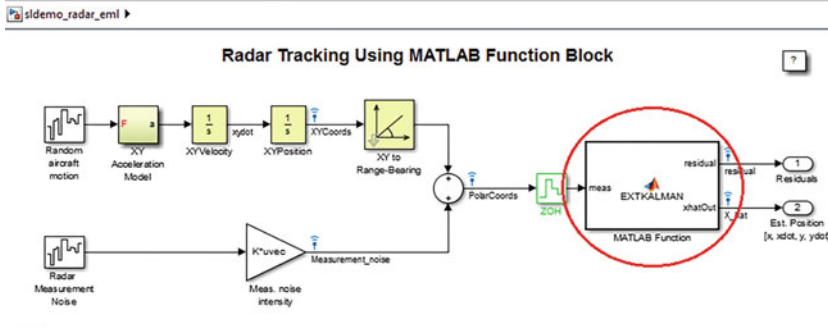 sldemo_radar_eml
Radar Tracking Using MATLAB Function Block
?
Random
aircraft
motion
F a
XY
Acceleration
Model
1
s
XYVelocity
xydot
1
s
XYPosition
XYCoords
XY to
Range-Bearing
+
+
PolarCoords
ZOH
meas
EXTKALMAN
residual
xhatOut
MATLAB Function
residual
X_hat
1
Residuals
2
Est. Position
[x, xdot, y, ydot]
Radar
Measurement
Noise
K*uvec
Meas. noise
intensity
Measurement_noise